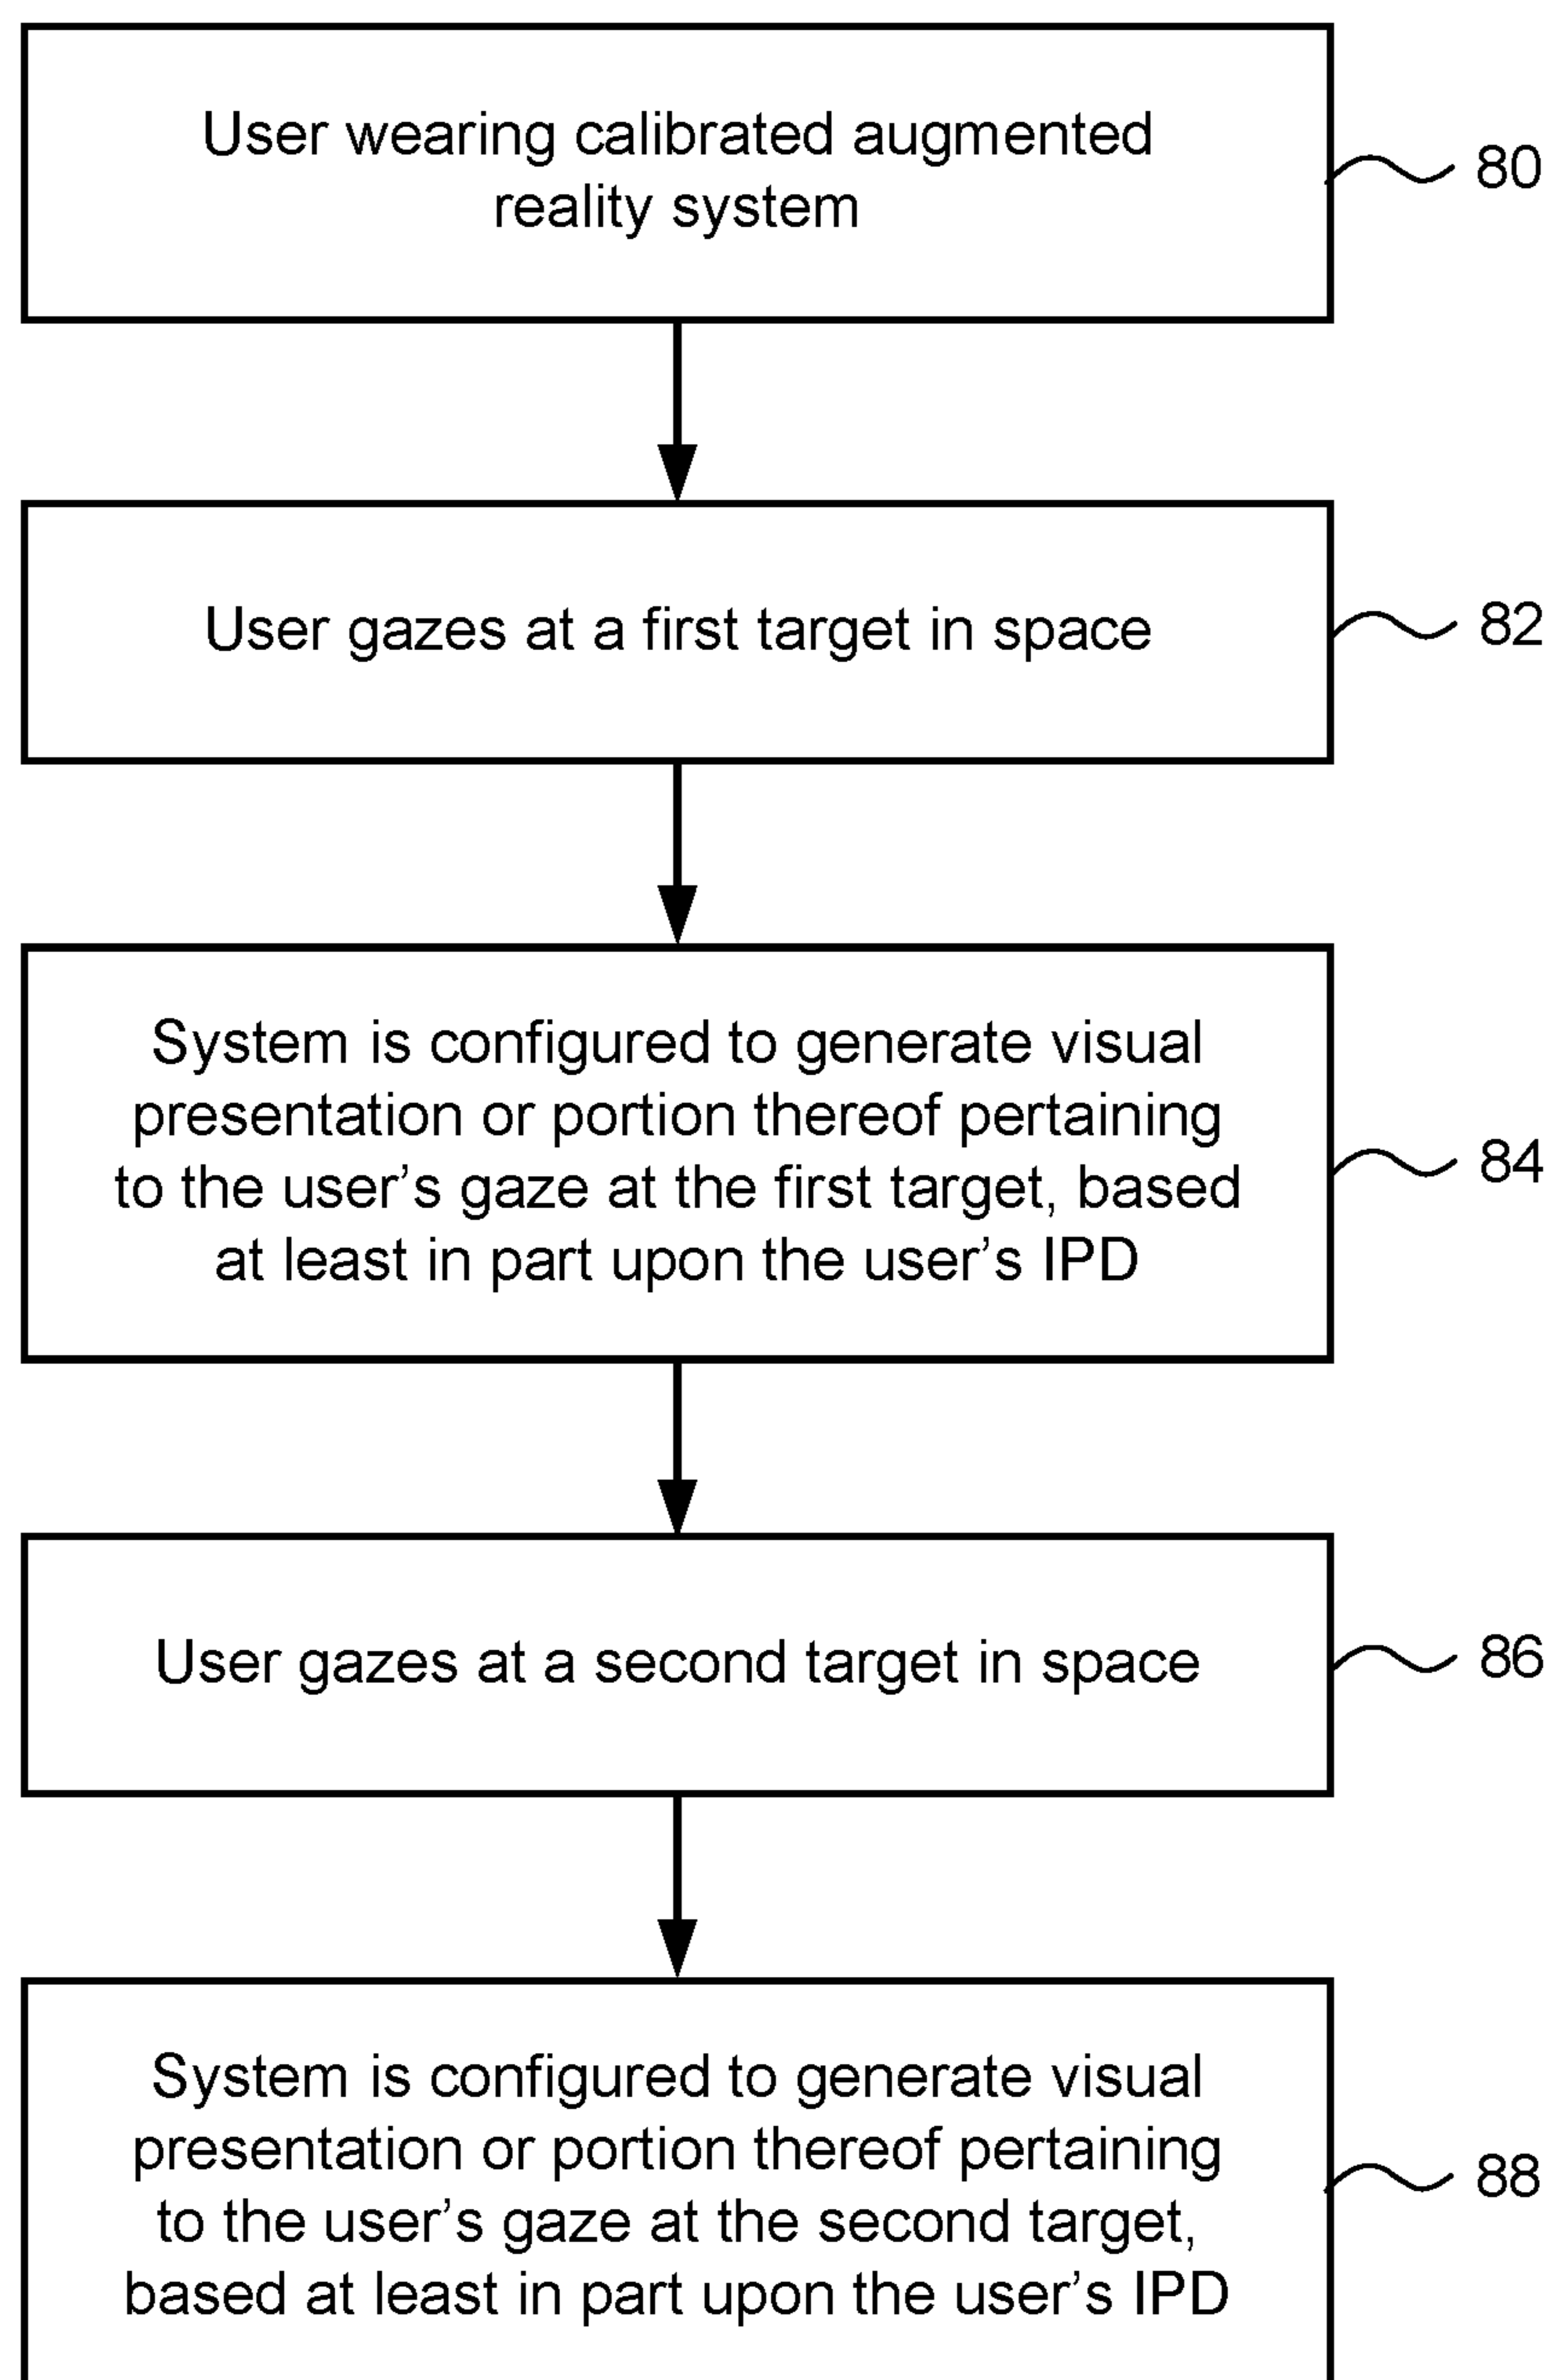 User wearing calibrated augmented
reality system
80
User gazes at a first target in space
82
System is configured to generate visual
presentation or portion thereof pertaining
to the user’s gaze at the first target, based
at least in part upon the user’s IPD
84
User gazes at a second target in space
86
System is configured to generate visual
presentation or portion thereof pertaining
to the user’s gaze at the second target,
based at least in part upon the user’s IPD
88